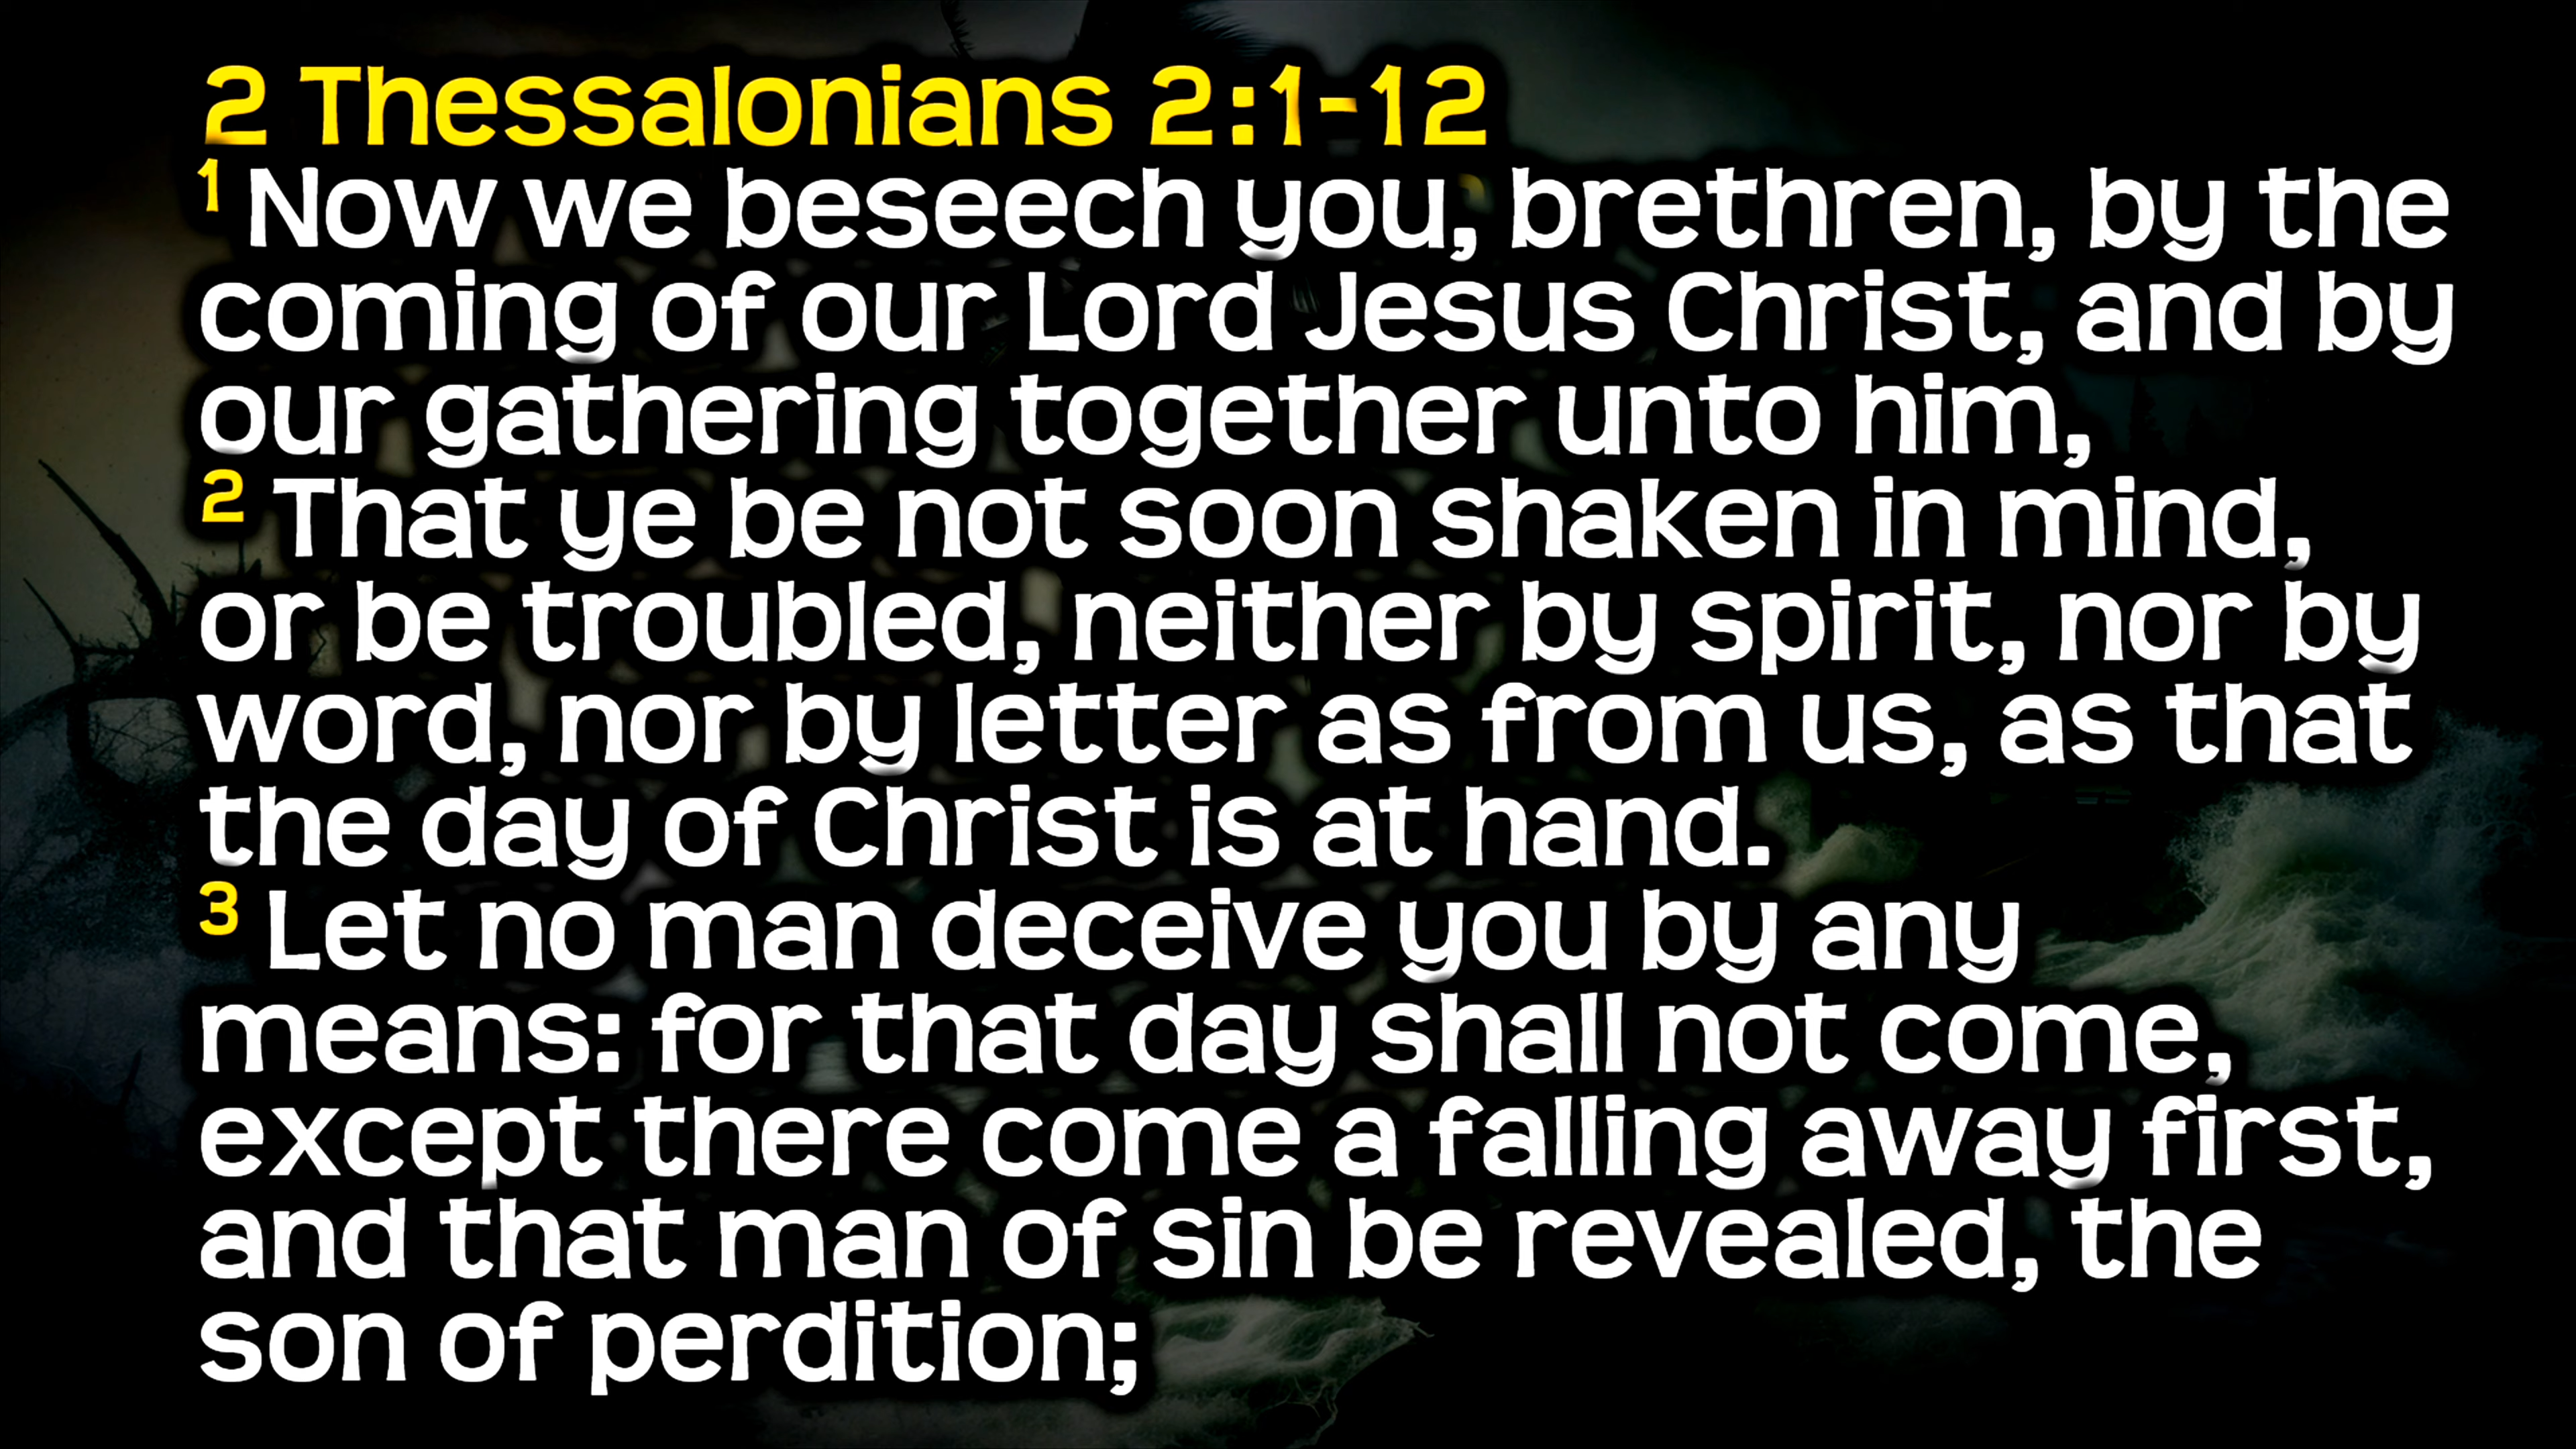 2 Thessalonians 2:1-12
1 Now we beseech you, brethren, by the
coming of our Lord Jesus Christ, and by
our gathering together unto him,
2 That ye be not soon shaken in mind,
or be troubled, neither by spirit, nor by
word, nor by letter as from us, as that
the day of Christ is at hand.
3 Let no man deceive you by any
means: for that day shall not come,
except there come a falling away first,
and that man of sin be revealed, the
son of perdition;